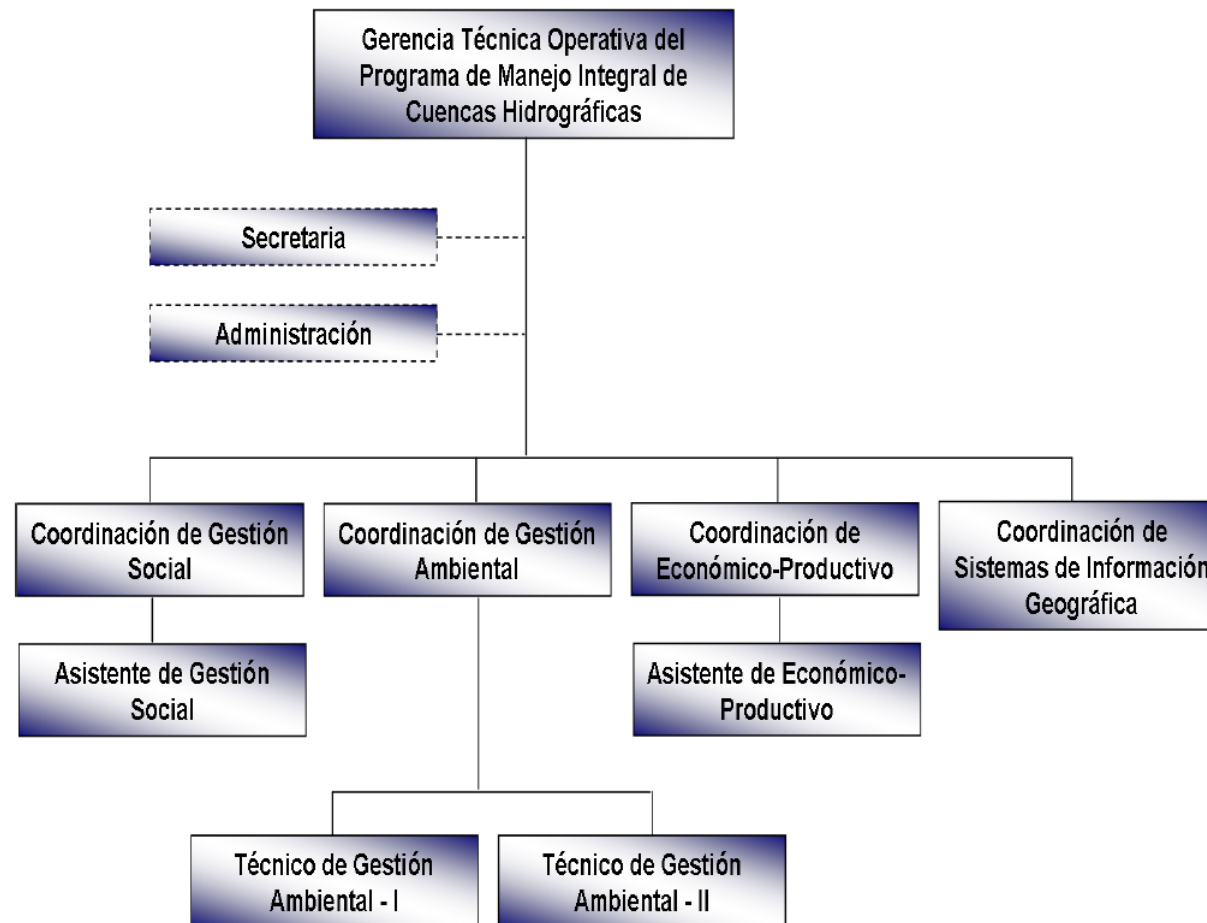 Gerencia Técnica Operativa del
Programa de Manejo Integral de
Cuencas Hidrográficas
Secretaria
Administración
Coordinación de Gestión
Social
Coordinación de Gestión
Ambiental
Coordinación de
Económico-Productivo
Coordinación de
Sistemas de Información
Geográfica
Asistente de Gestión
Social
Asistente de Económico-
Productivo
Técnico de Gestión
Ambiental - I
Técnico de Gestión
Ambiental - II